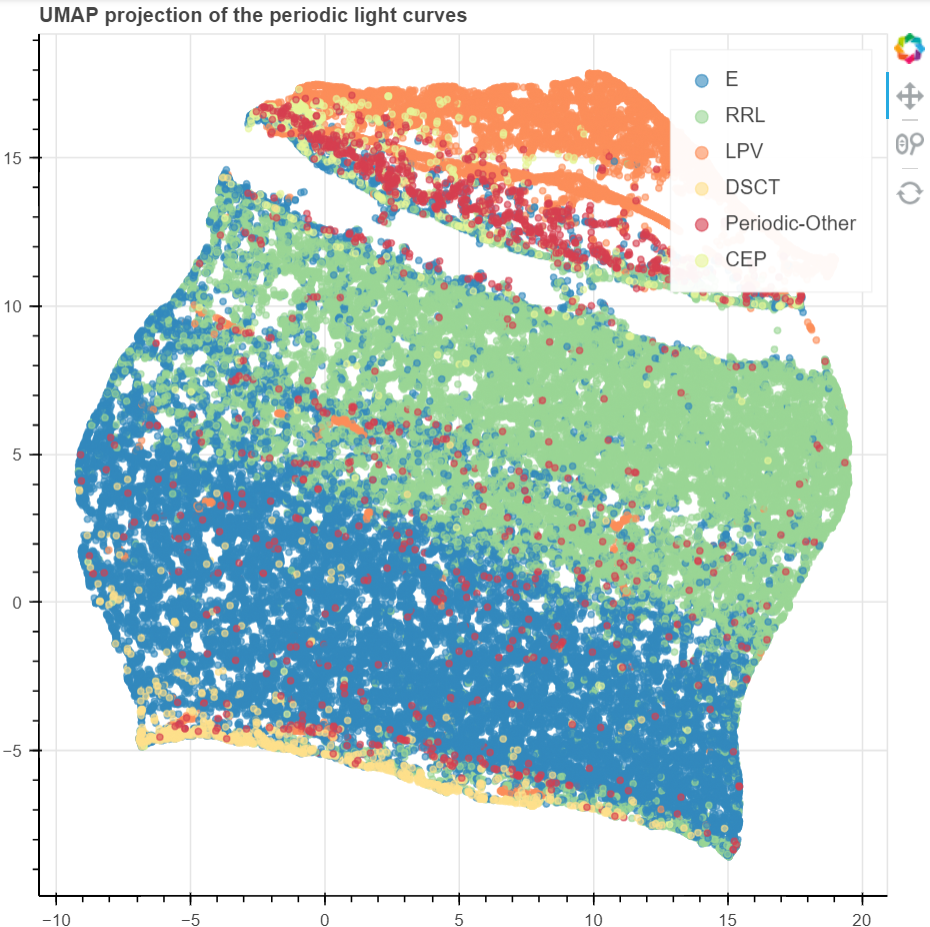 UMAP projection of the periodic light curves
E
RRL
LPV
DSCT
Periodic-Other
CEP
15
10
5
0
−5
−10
−5
0
5
10
15
20